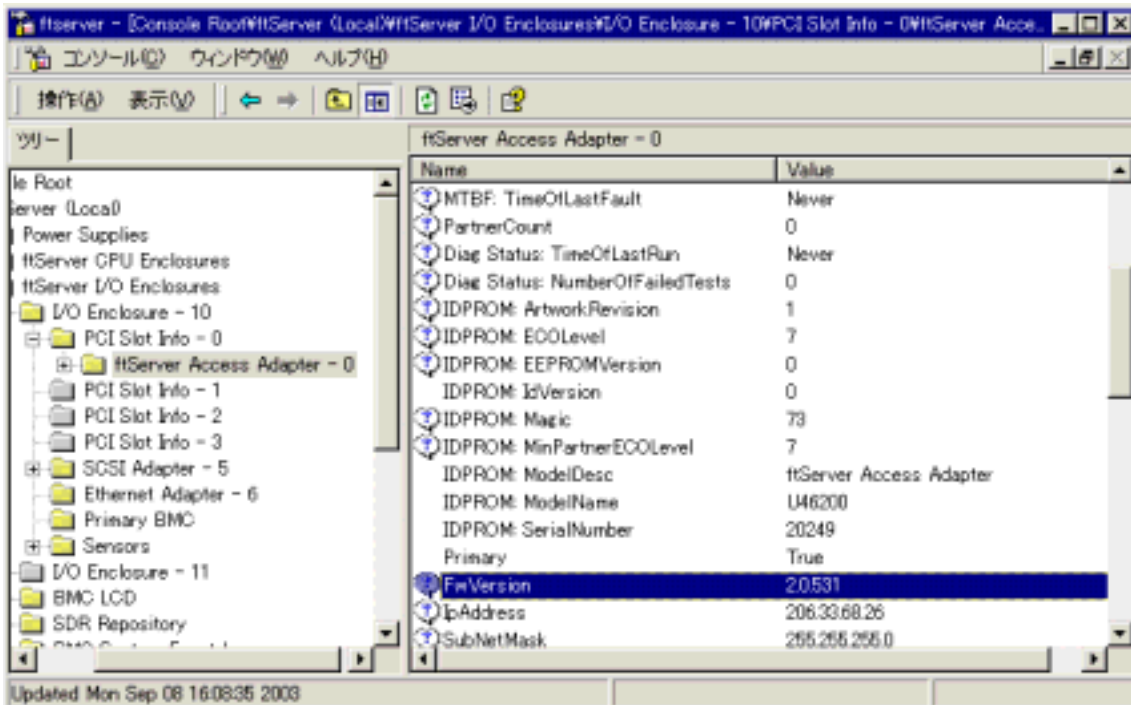 ftserver - [Console Root¥ftServer (Local)¥ftServer I/O Enclosures¥I/O Enclosure - 10¥PCI Slot Info - 0¥ftServer Acce...
コンソール(C) ウィンドウ(W) ヘルプ(H)
操作(A) 表示(V)
ツリー
le Root
Server (Local)
Power Supplies
ftServer CPU Enclosures
ftServer I/O Enclosures
I/O Enclosure - 10
PCI Slot Info - 0
ftServer Access Adapter - 0
PCI Slot Info - 1
PCI Slot Info - 2
PCI Slot Info - 3
SCSI Adapter - 5
Ethernet Adapter - 6
Primary BMC
Sensors
I/O Enclosure - 11
BMC LCD
SDR Repository
ftServer Access Adapter - 0
Name Value
MTBF: TimeOfLastFault Never
PartnerCount 0
Diag Status: TimeOfLastRun Never
Diag Status: NumberOfFailedTests 0
IDPROM: ArtworkRevision 1
IDPROM: ECOLevel 7
IDPROM: EEPROMVersion 0
IDPROM: IdVersion 0
IDPROM: Magic 73
IDPROM: MinPartnerECOLevel 7
IDPROM: ModelDesc ftServer Access Adapter
IDPROM: ModelName U46200
IDPROM: SerialNumber 20249
Primary True
FwVersion 2.0.531
IpAddress 206.33.68.26
SubNetMask 255.255.255.0
Updated Mon Sep 08 16:08:35 2003